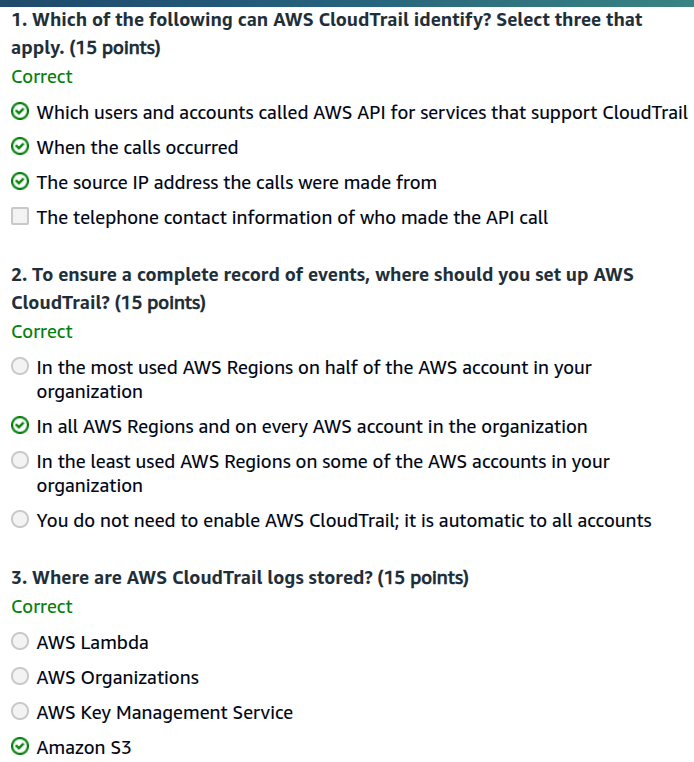 1. Which of the following can AWS CloudTrail identify? Select three that
apply. (15 points)
Correct
Which users and accounts called AWS API for services that support CloudTrail
When the calls occurred
The source IP address the calls were made from
The telephone contact information of who made the API call
2. To ensure a complete record of events, where should you set up AWS
CloudTrail? (15 points)
Correct
In the most used AWS Regions on half of the AWS account in your
organization
In all AWS Regions and on every AWS account in the organization
In the least used AWS Regions on some of the AWS accounts in your
organization
You do not need to enable AWS CloudTrail; it is automatic to all accounts
3. Where are AWS CloudTrail logs stored? (15 points)
Correct
AWS Lambda
AWS Organizations
AWS Key Management Service
Amazon S3